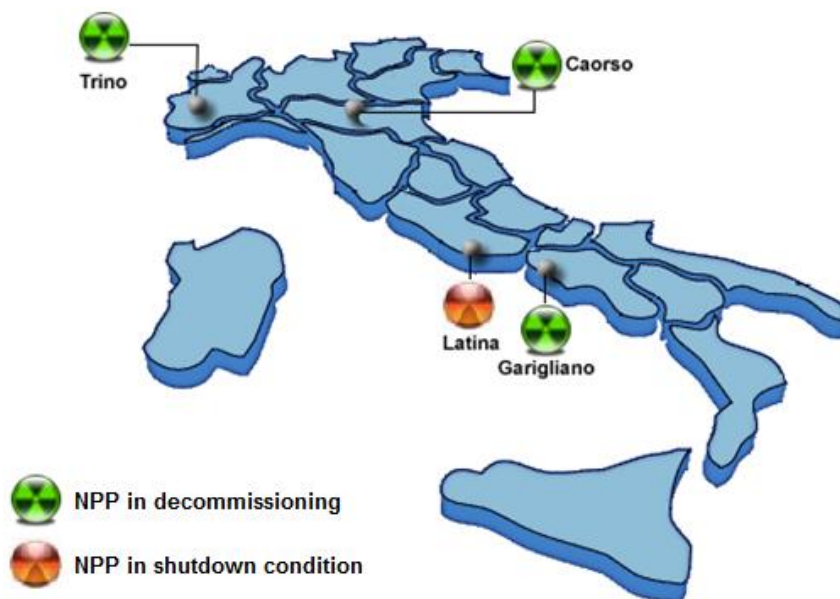 Trino
Caorso
Latina
Garigliano
NPP in decommissioning
NPP in shutdown condition